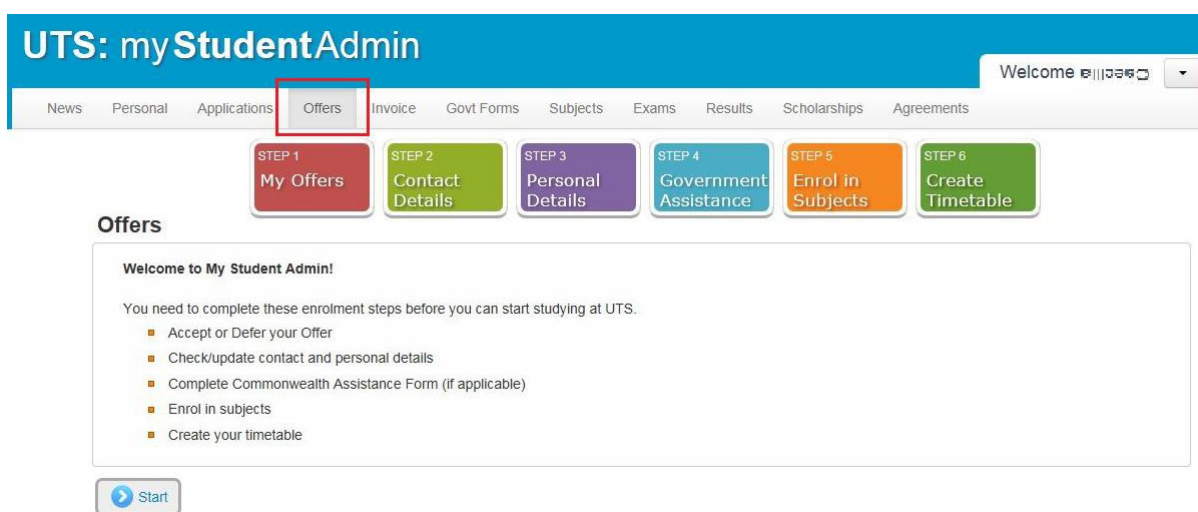 UTS: myStudentAdmin
Welcome
News Personal Applications Offers Invoice Govt Forms Subjects Exams Results Scholarships Agreements
STEP 1
My Offers
STEP 2
Contact
Details
STEP 3
Personal
Details
STEP 4
Government
Assistance
STEP 5
Enrol in
Subjects
STEP 6
Create
Timetable
Offers
Welcome to My Student Admin!
You need to complete these enrolment steps before you can start studying at UTS.
Accept or Defer your Offer
Check/update contact and personal details
Complete Commonwealth Assistance Form (if applicable)
Enrol in subjects
Create your timetable
Start